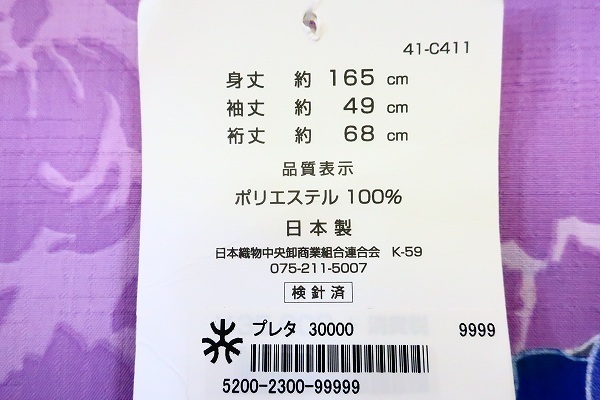 41-C411
身丈 約 165 cm
袖丈 約 49 cm
裄丈 約 68 cm
品質表示
ポリエステル 100%
日本製
日本織物中央卸商業組合連合会 K-59
075-211-5007
検針済
プレタ 30000 9999
5200-2300-99999